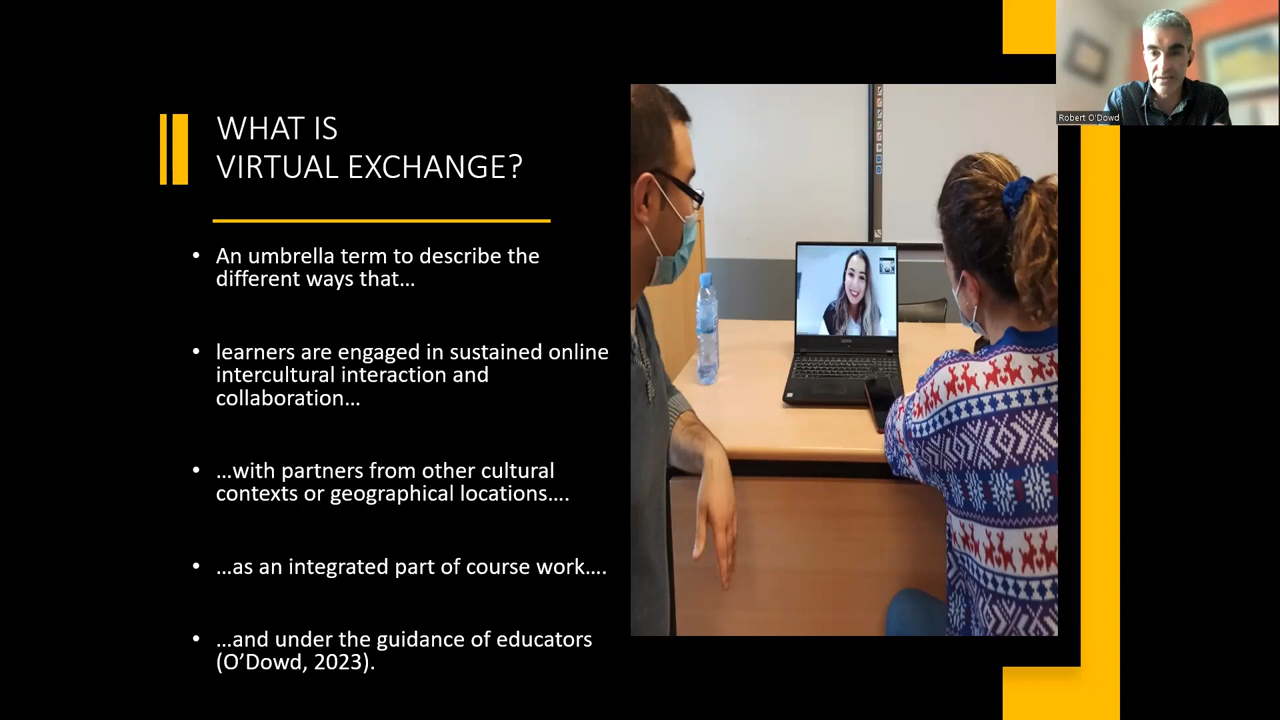 WHAT IS
VIRTUAL EXCHANGE?
• An umbrella term to describe the
different ways that...
• learners are engaged in sustained online
intercultural interaction and
collaboration...
• ...with partners from other cultural
contexts or geographical locations....
• ...as an integrated part of course work....
• ...and under the guidance of educators
(O’Dowd, 2023).
Robert O'Dowd